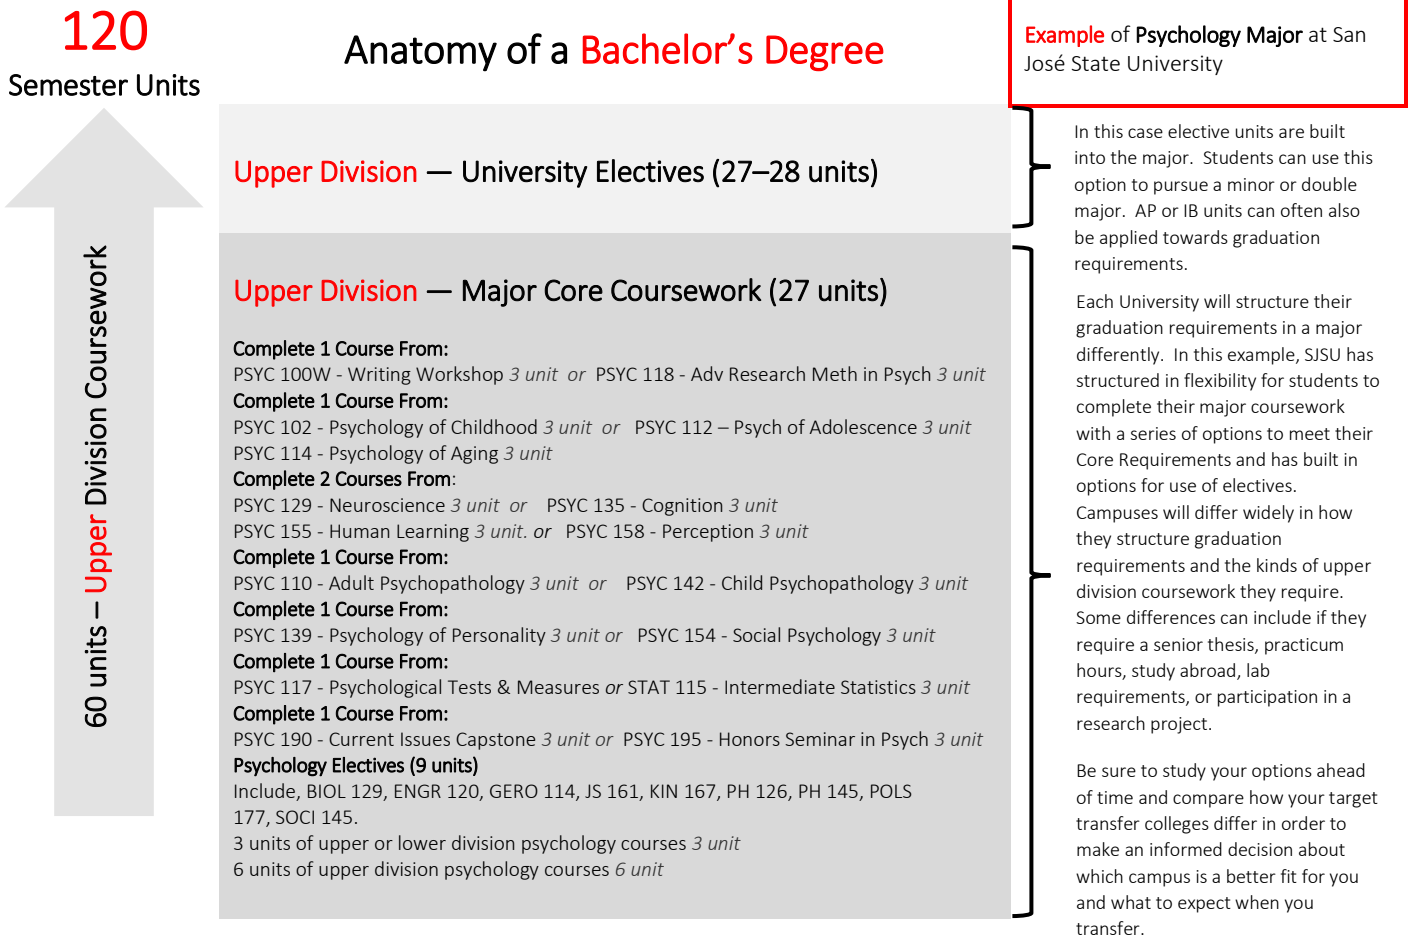 120
Semester Units
Anatomy of a Bachelor's Degree
Example of Psychology Major at San
José State University
60 units – Upper Division Coursework
Upper Division — University Electives (27–28 units)
In this case elective units are built
into the major. Students can use this
option to pursue a minor or double
major. AP or IB units can often also
be applied towards graduation
requirements.
Upper Division — Major Core Coursework (27 units)
Complete 1 Course From:
PSYC 100W - Writing Workshop 3 unit or PSYC 118 - Adv Research Meth in Psych 3 unit
Complete 1 Course From:
PSYC 102 - Psychology of Childhood 3 unit or PSYC 112 – Psych of Adolescence 3 unit
PSYC 114 - Psychology of Aging 3 unit
Complete 2 Courses From:
PSYC 129 - Neuroscience 3 unit or PSYC 135 - Cognition 3 unit
PSYC 155 - Human Learning 3 unit. or PSYC 158 - Perception 3 unit
Complete 1 Course From:
PSYC 110 - Adult Psychopathology 3 unit or PSYC 142 - Child Psychopathology 3 unit
Complete 1 Course From:
PSYC 139 - Psychology of Personality 3 unit or PSYC 154 - Social Psychology 3 unit
Complete 1 Course From:
PSYC 117 - Psychological Tests & Measures or STAT 115 - Intermediate Statistics 3 unit
Complete 1 Course From:
PSYC 190 - Current Issues Capstone 3 unit or PSYC 195 - Honors Seminar in Psych 3 unit
Psychology Electives (9 units)
Include, BIOL 129, ENGR 120, GERO 114, JS 161, KIN 167, PH 126, PH 145, POLS
177, SOCI 145.
3 units of upper or lower division psychology courses 3 unit
6 units of upper division psychology courses 6 unit
Each University will structure their
graduation requirements in a major
differently. In this example, SJSU has
structured in flexibility for students to
complete their major coursework
with a series of options to meet their
Core Requirements and has built in
options for use of electives.
Campuses will differ widely in how
they structure graduation
requirements and the kinds of upper
division coursework they require.
Some differences can include if they
require a senior thesis, practicum
hours, study abroad, lab
requirements, or participation in a
research project.
Be sure to study your options ahead
of time and compare how your target
transfer colleges differ in order to
make an informed decision about
which campus is a better fit for you
and what to expect when you
transfer.